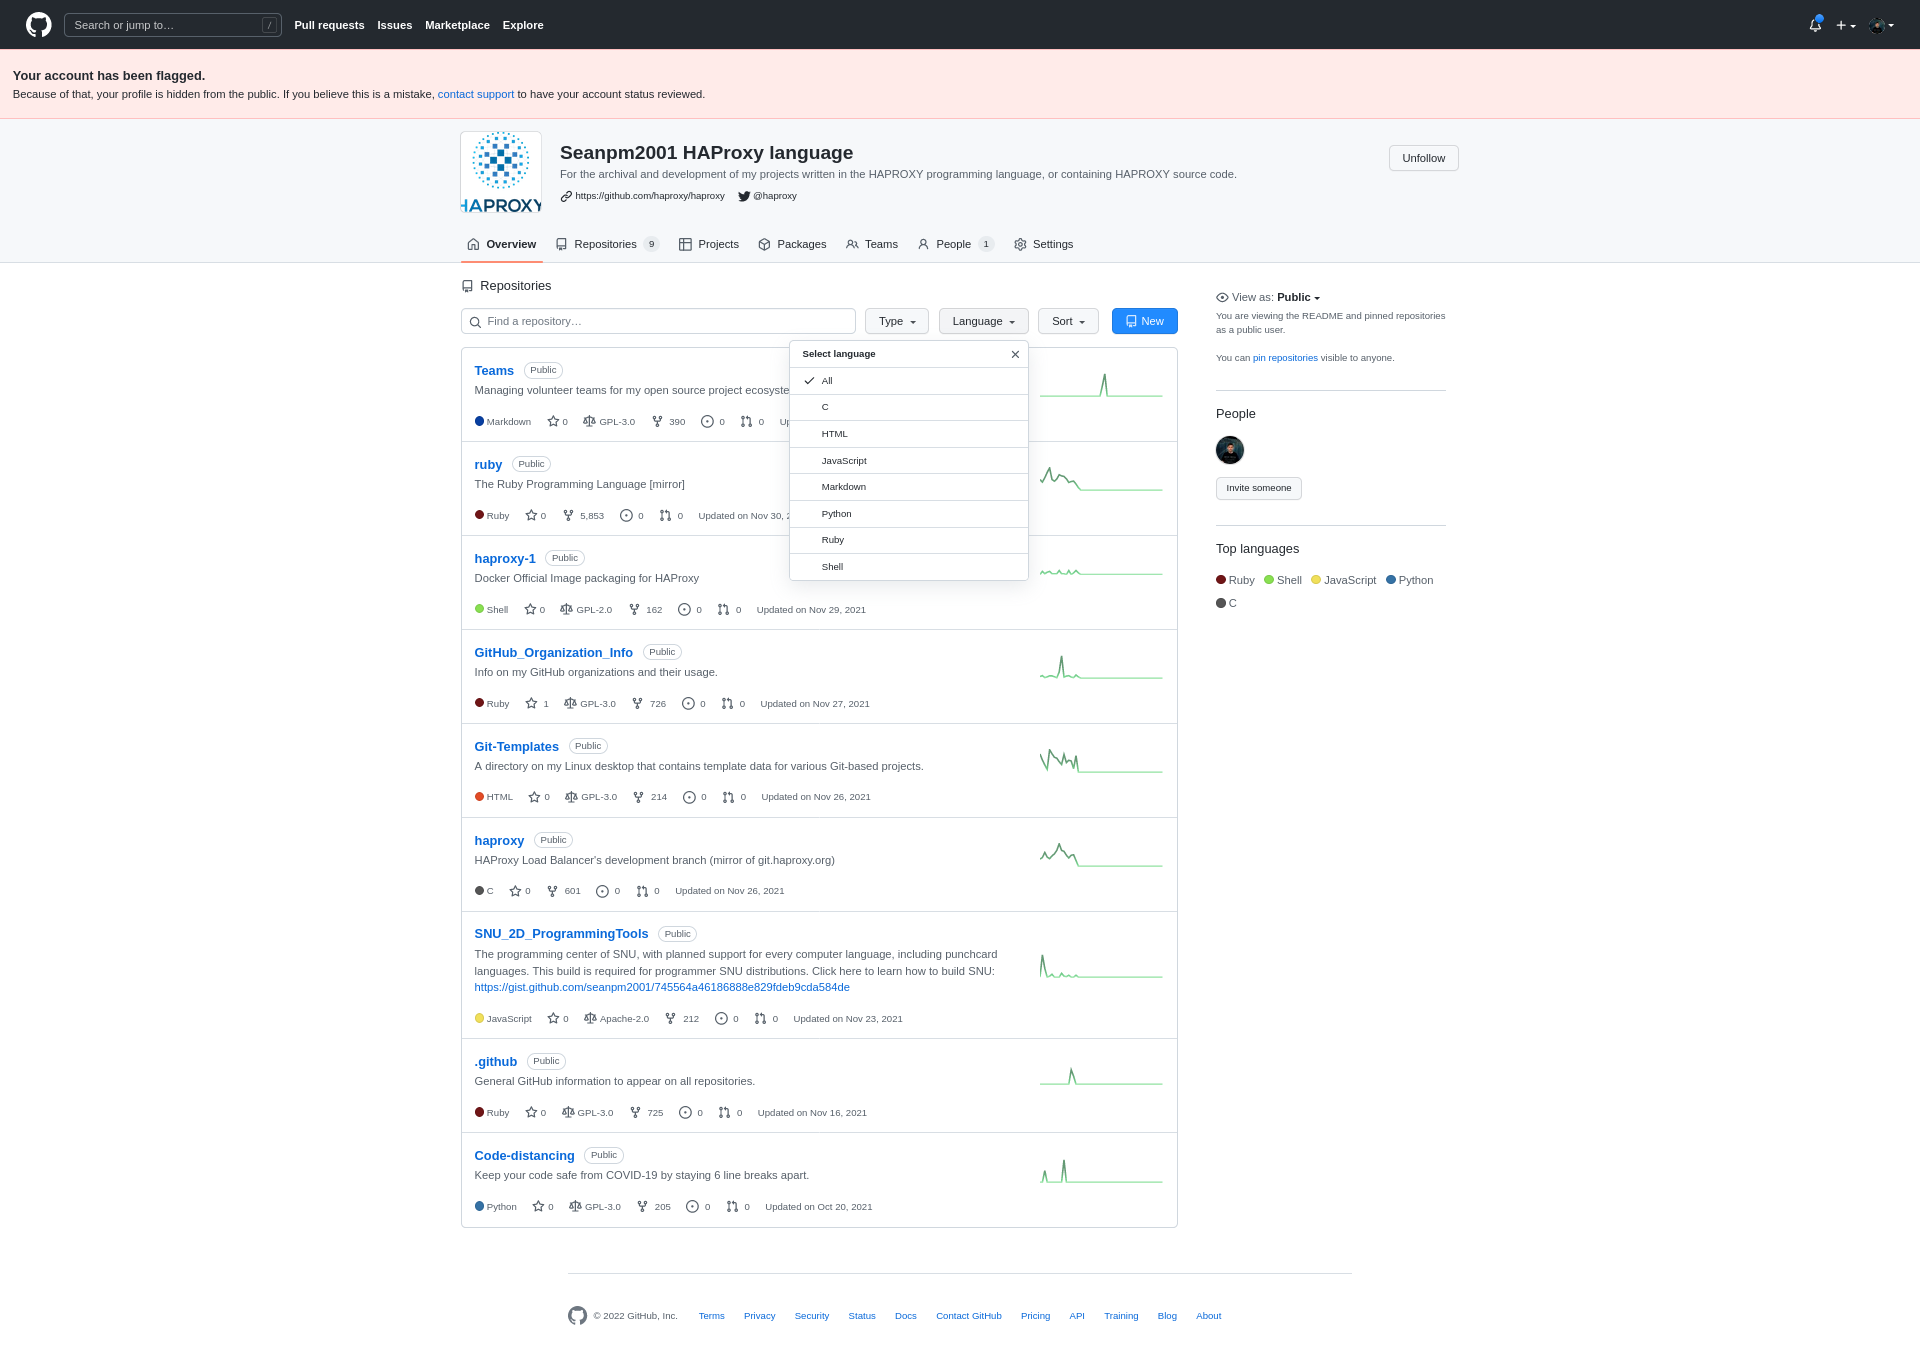 Search or jump to…
/
Pull requests Issues Marketplace Explore
Your account has been flagged.
Because of that, your profile is hidden from the public. If you believe this is a mistake, contact support to have your account status reviewed.
HAPROXY
Seanpm2001 HAProxy language
For the archival and development of my projects written in the HAPROXY programming language, or containing HAPROXY source code.
https://github.com/haproxy/haproxy @haproxy
Unfollow
Overview Repositories 9 Projects Packages Teams People 1 Settings
Repositories
Find a repository…
Type Language Sort New
Select language
All
C
HTML
JavaScript
Markdown
Python
Ruby
Shell
Teams Public
Managing volunteer teams for my open source project ecosyste
Markdown 0 GPL-3.0 390 0 0
ruby Public
The Ruby Programming Language [mirror]
Ruby 0 5,853 0 0 Updated on Nov 30,
haproxy-1 Public
Docker Official Image packaging for HAProxy
Shell 0 GPL-2.0 162 0 0 Updated on Nov 29, 2021
GitHub_Organization_Info Public
Info on my GitHub organizations and their usage.
Ruby 1 GPL-3.0 726 0 0 Updated on Nov 27, 2021
Git-Templates Public
A directory on my Linux desktop that contains template data for various Git-based projects.
HTML 0 GPL-3.0 214 0 0 Updated on Nov 26, 2021
haproxy Public
HAProxy Load Balancer's development branch (mirror of git.haproxy.org)
C 0 601 0 0 Updated on Nov 26, 2021
SNU_2D_ProgrammingTools Public
The programming center of SNU, with planned support for every computer language, including punchcard
languages. This build is required for programmer SNU distributions. Click here to learn how to build SNU:
https://gist.github.com/seanpm2001/745564a46186888e829fdeb9cda584de
JavaScript 0 Apache-2.0 212 0 0 Updated on Nov 23, 2021
.github Public
General GitHub information to appear on all repositories.
Ruby 0 GPL-3.0 725 0 0 Updated on Nov 16, 2021
Code-distancing Public
Keep your code safe from COVID-19 by staying 6 line breaks apart.
Python 0 GPL-3.0 205 0 0 Updated on Oct 20, 2021
View as: Public
You are viewing the README and pinned repositories
as a public user.
You can pin repositories visible to anyone.
People
Invite someone
Top languages
Ruby Shell JavaScript Python
C
© 2022 GitHub, Inc. Terms Privacy Security Status Docs Contact GitHub Pricing API Training Blog About